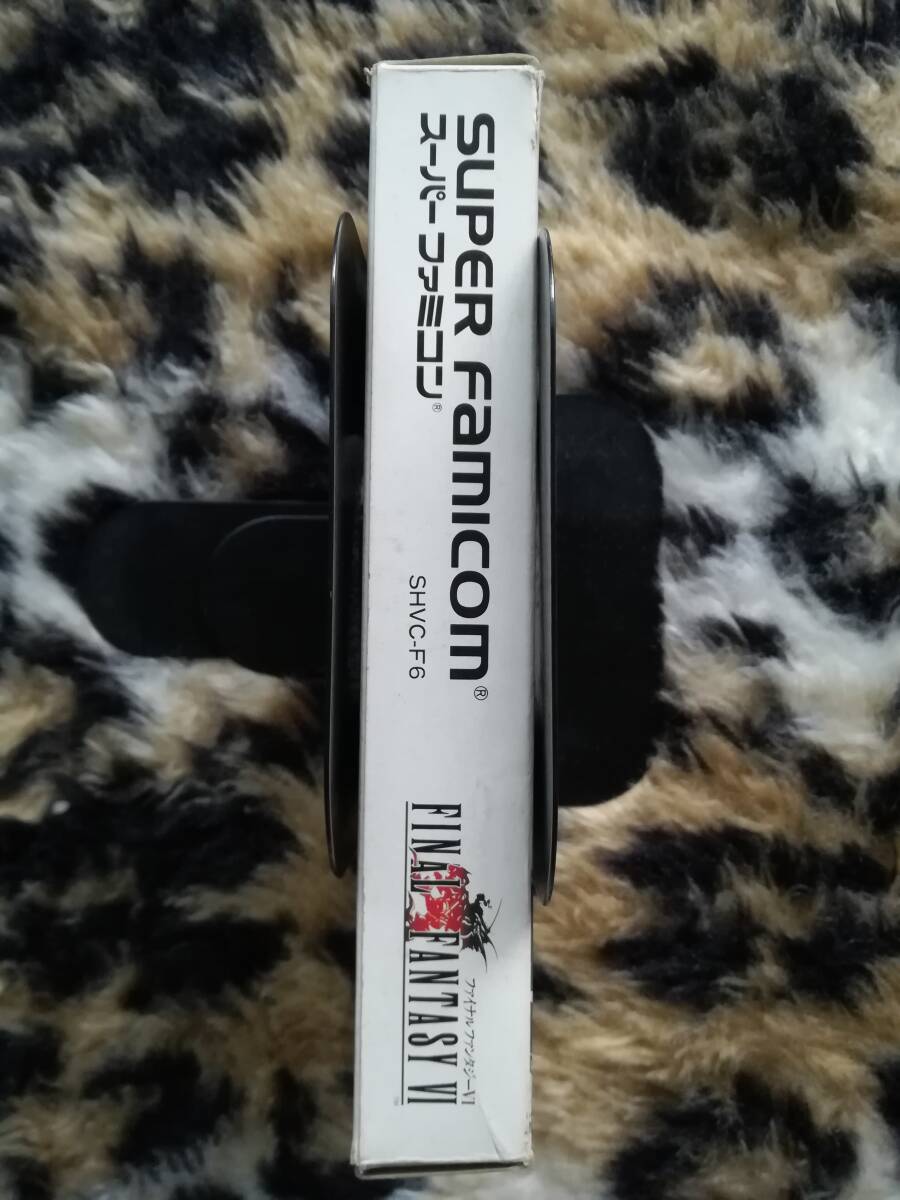 SUPER FAMICOM®
スーパーファミコン®
SHVC-F6
FINAL FANTASY VI
ファイナルファンタジーVI